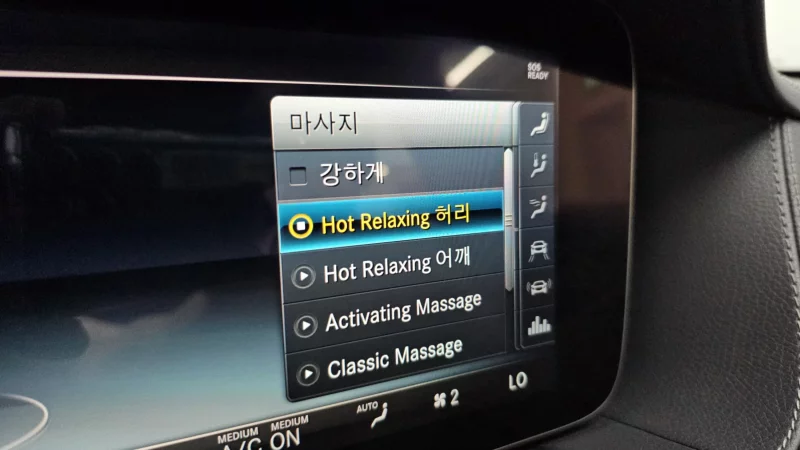 SOS
READY
마사지
강하게
Hot Relaxing 허리
Hot Relaxing 어깨
Activating Massage
Classic Massage
AUTO
2
LO
MEDIUM MEDIUM
A/C ON